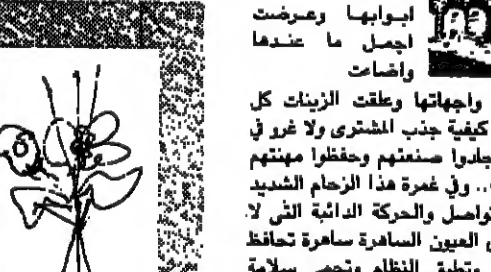 ابوابها وعرضت
اجمل ما عندها
واضاءت
واجهاتها وعلقت الزينات كل
كيفية جذب المشترى ولا غرو في
جادوا صنعتهم وحفظوا مهنتهم
.. وفي غمرة هذا الزحام الشديد
تواصل والحركة الدائبة التي لا
العيون الساهرة ساهرة تحافظ
وتطبق النظام وتحمى سلامة